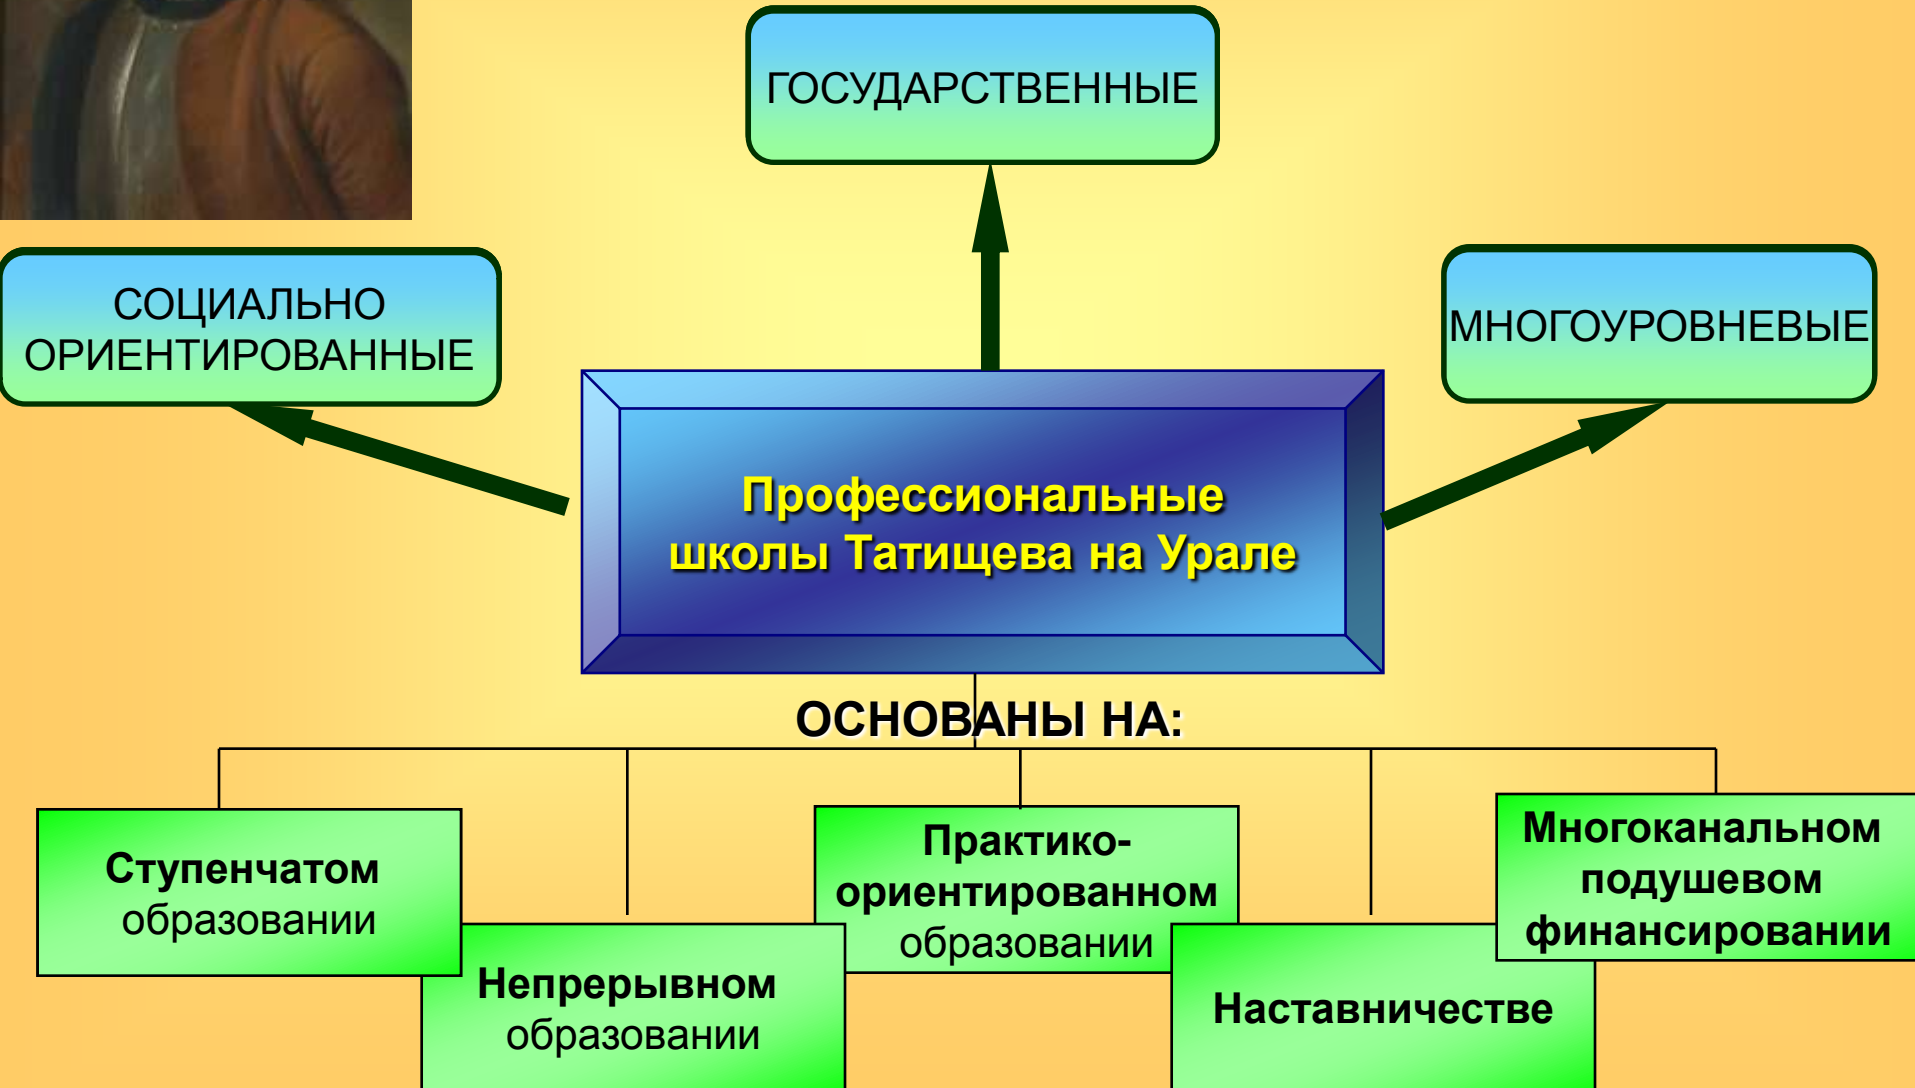 ГОСУДАРСТВЕННЫЕ
СОЦИАЛЬНО
ОРИЕНТИРОВАННЫЕ
МНОГОУРОВНЕВЫЕ
Профессиональные
школы Татищева на Урале
ОСНОВАНЫ НА:
Ступенчатом
образовании
Непрерывном
образовании
Практико-
ориентированном
образовании
Наставничестве
Многоканальном
подушевом
финансировании